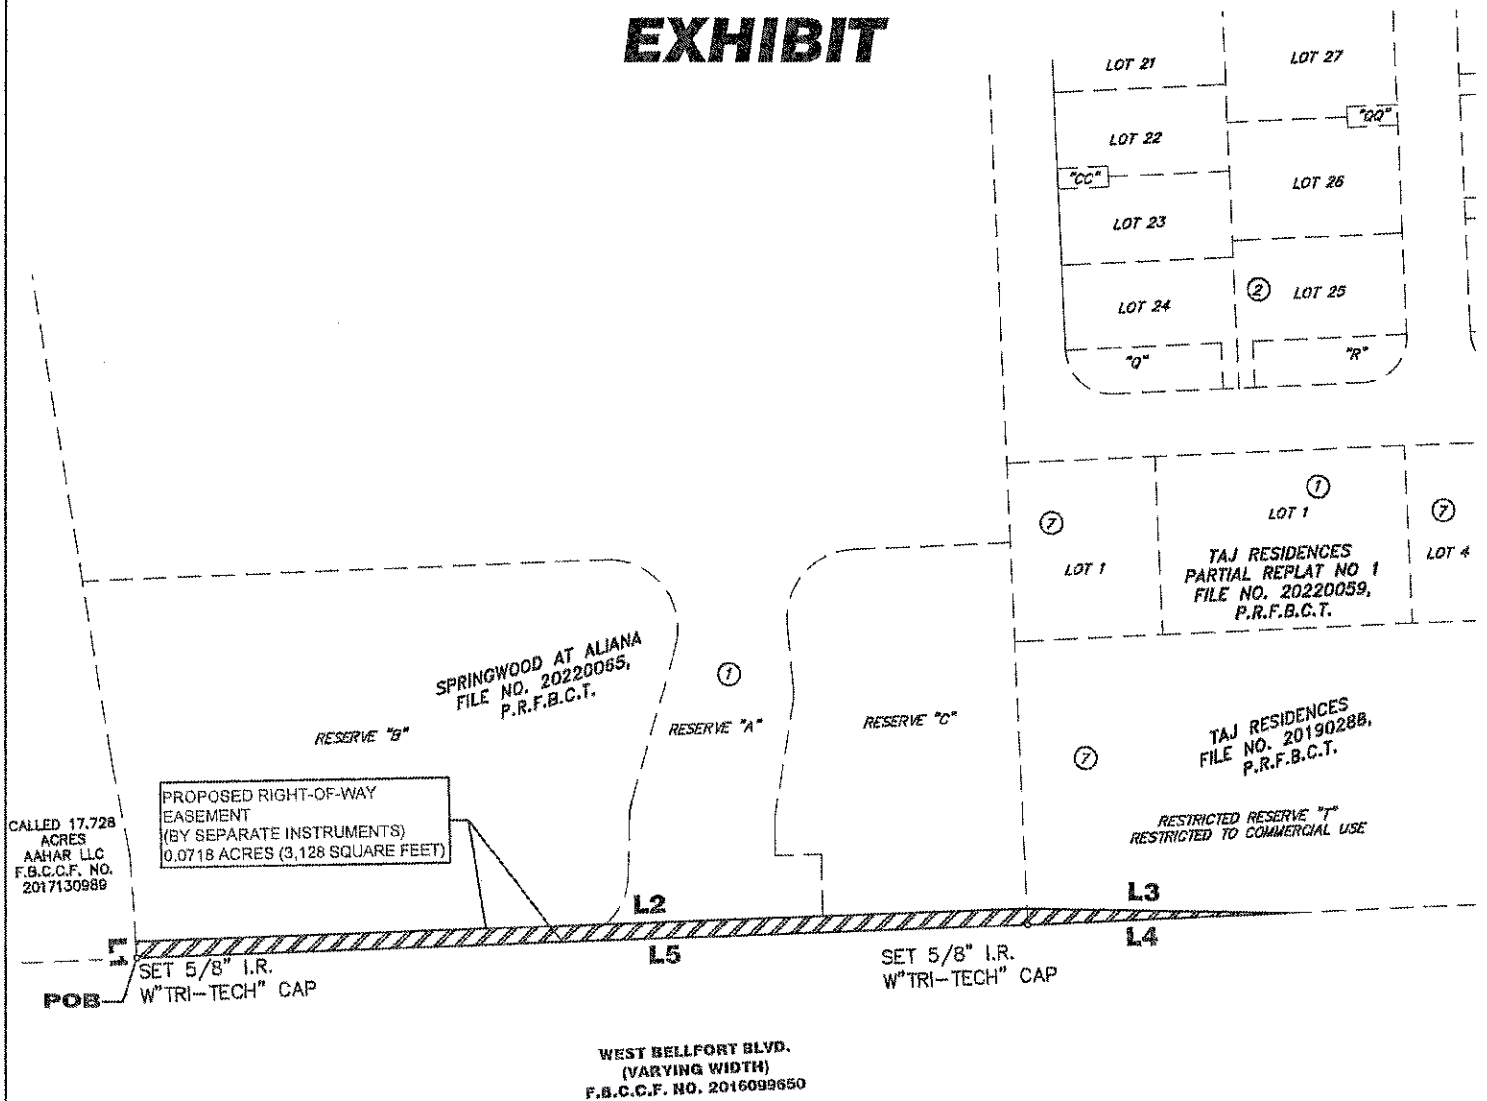 EXHIBIT
LOT 21
LOT 27
"QQ"
LOT 22
"CC"
LOT 26
LOT 23
2
LOT 25
LOT 24
"Q"
"R"
1
7
LOT 1
7
LOT 1
LOT 4
TAJ RESIDENCES
PARTIAL REPLAT NO 1
FILE NO. 20220059,
P.R.F.B.C.T.
SPRINGWOOD AT ALIANA
FILE NO. 20220065,
P.R.F.B.C.T.
1
RESERVE "B"
RESERVE "A"
RESERVE "C"
7
TAJ RESIDENCES
FILE NO. 20190288,
P.R.F.B.C.T.
RESTRICTED RESERVE "T"
RESTRICTED TO COMMERCIAL USE
PROPOSED RIGHT-OF-WAY
EASEMENT
(BY SEPARATE INSTRUMENTS)
0.0718 ACRES (3,128 SQUARE FEET)
CALLED 17.728
ACRES
AAHAR LLC
F.B.C.C.F. NO.
2017130989
L2
L3
L1
L5
L4
SET 5/8" I.R.
W"TRI-TECH" CAP
SET 5/8" I.R.
W"TRI-TECH" CAP
POB
WEST BELLFORT BLVD.
(VARYING WIDTH)
F.B.C.C.F. NO. 2016099650